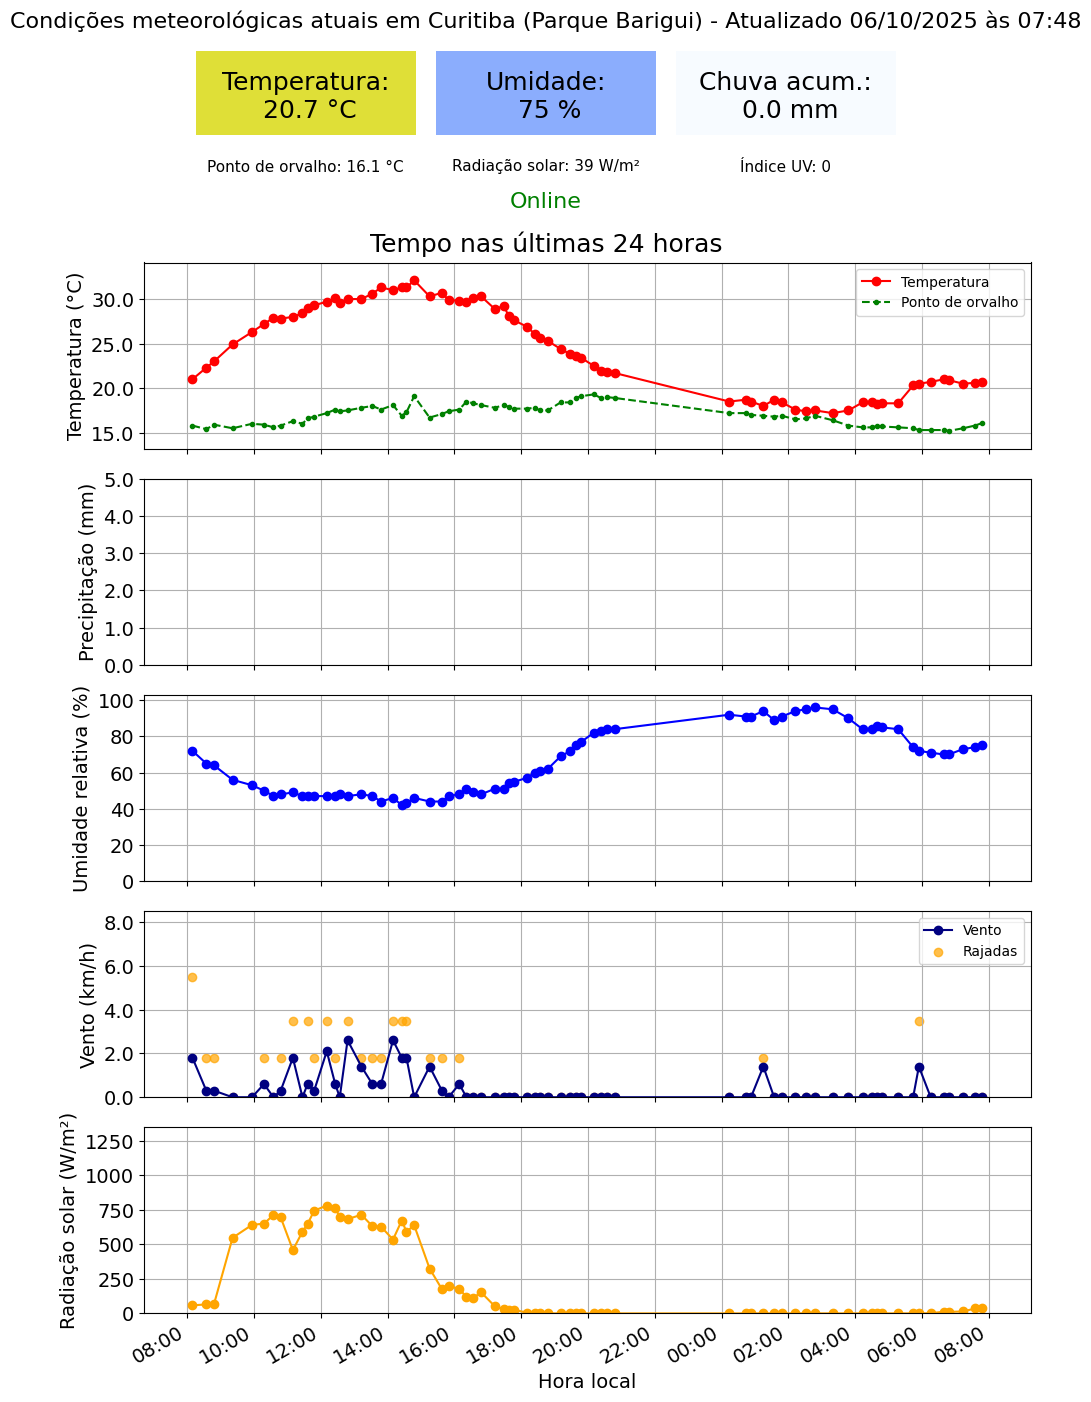 Condições meteorológicas atuais em Curitiba (Parque Barigui) - Atualizado 06/10/2025 às 07:48
Temperatura:
20.7 °C
Umidade:
75 %
Chuva acum.:
0.0 mm
Ponto de orvalho: 16.1 °C
Radiação solar: 39 W/m²
Índice UV: 0
Online
Tempo nas últimas 24 horas
Temperatura (°C)
30.0
25.0
20.0
15.0
Temperatura
Ponto de orvalho
Precipitação (mm)
5.0
4.0
3.0
2.0
1.0
0.0
Umidade relativa (%)
100
80
60
40
20
0
Vento (km/h)
8.0
6.0
4.0
2.0
0.0
Vento
Rajadas
Radiação solar (W/m²)
1250
1000
750
500
250
0
08:00
10:00
12:00
14:00
16:00
18:00
20:00
22:00
00:00
02:00
04:00
06:00
08:00
Hora local